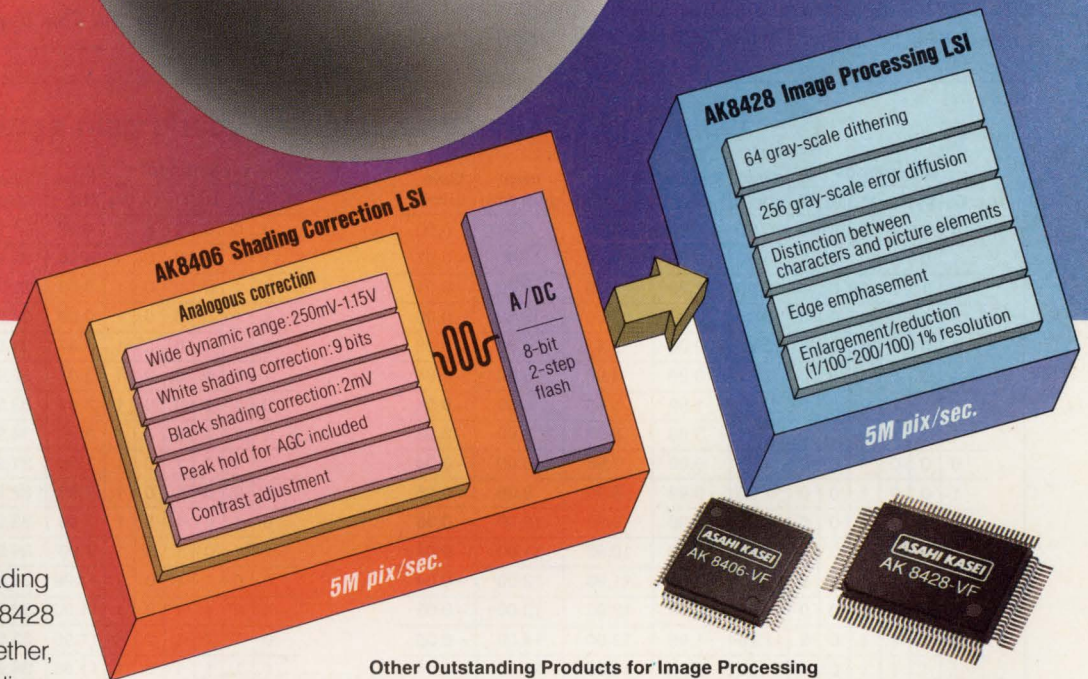 AK8406 Shading Correction LSI
Analogous correction
Wide dynamic range:250mV-1.15V
White shading correction:9 bits
Black shading correction:2mV
Peak hold for AGC included
Contrast adjustment
A/DC
8-bit
2-step
flash
5M pix/sec.
AK8428 Image Processing LSI
64 gray-scale dithering
256 gray-scale error diffusion
Distinction between
characters and picture elements
Edge emphasement
Enlargement/reduction
(1/100-200/100) 1% resolution
5M pix/sec.
ASAHI KASEI
AK 8406-VF
ASAHI KASEI
AK 8428-VF
ading
8428
ether,
Other Outstanding Products for Image Processing